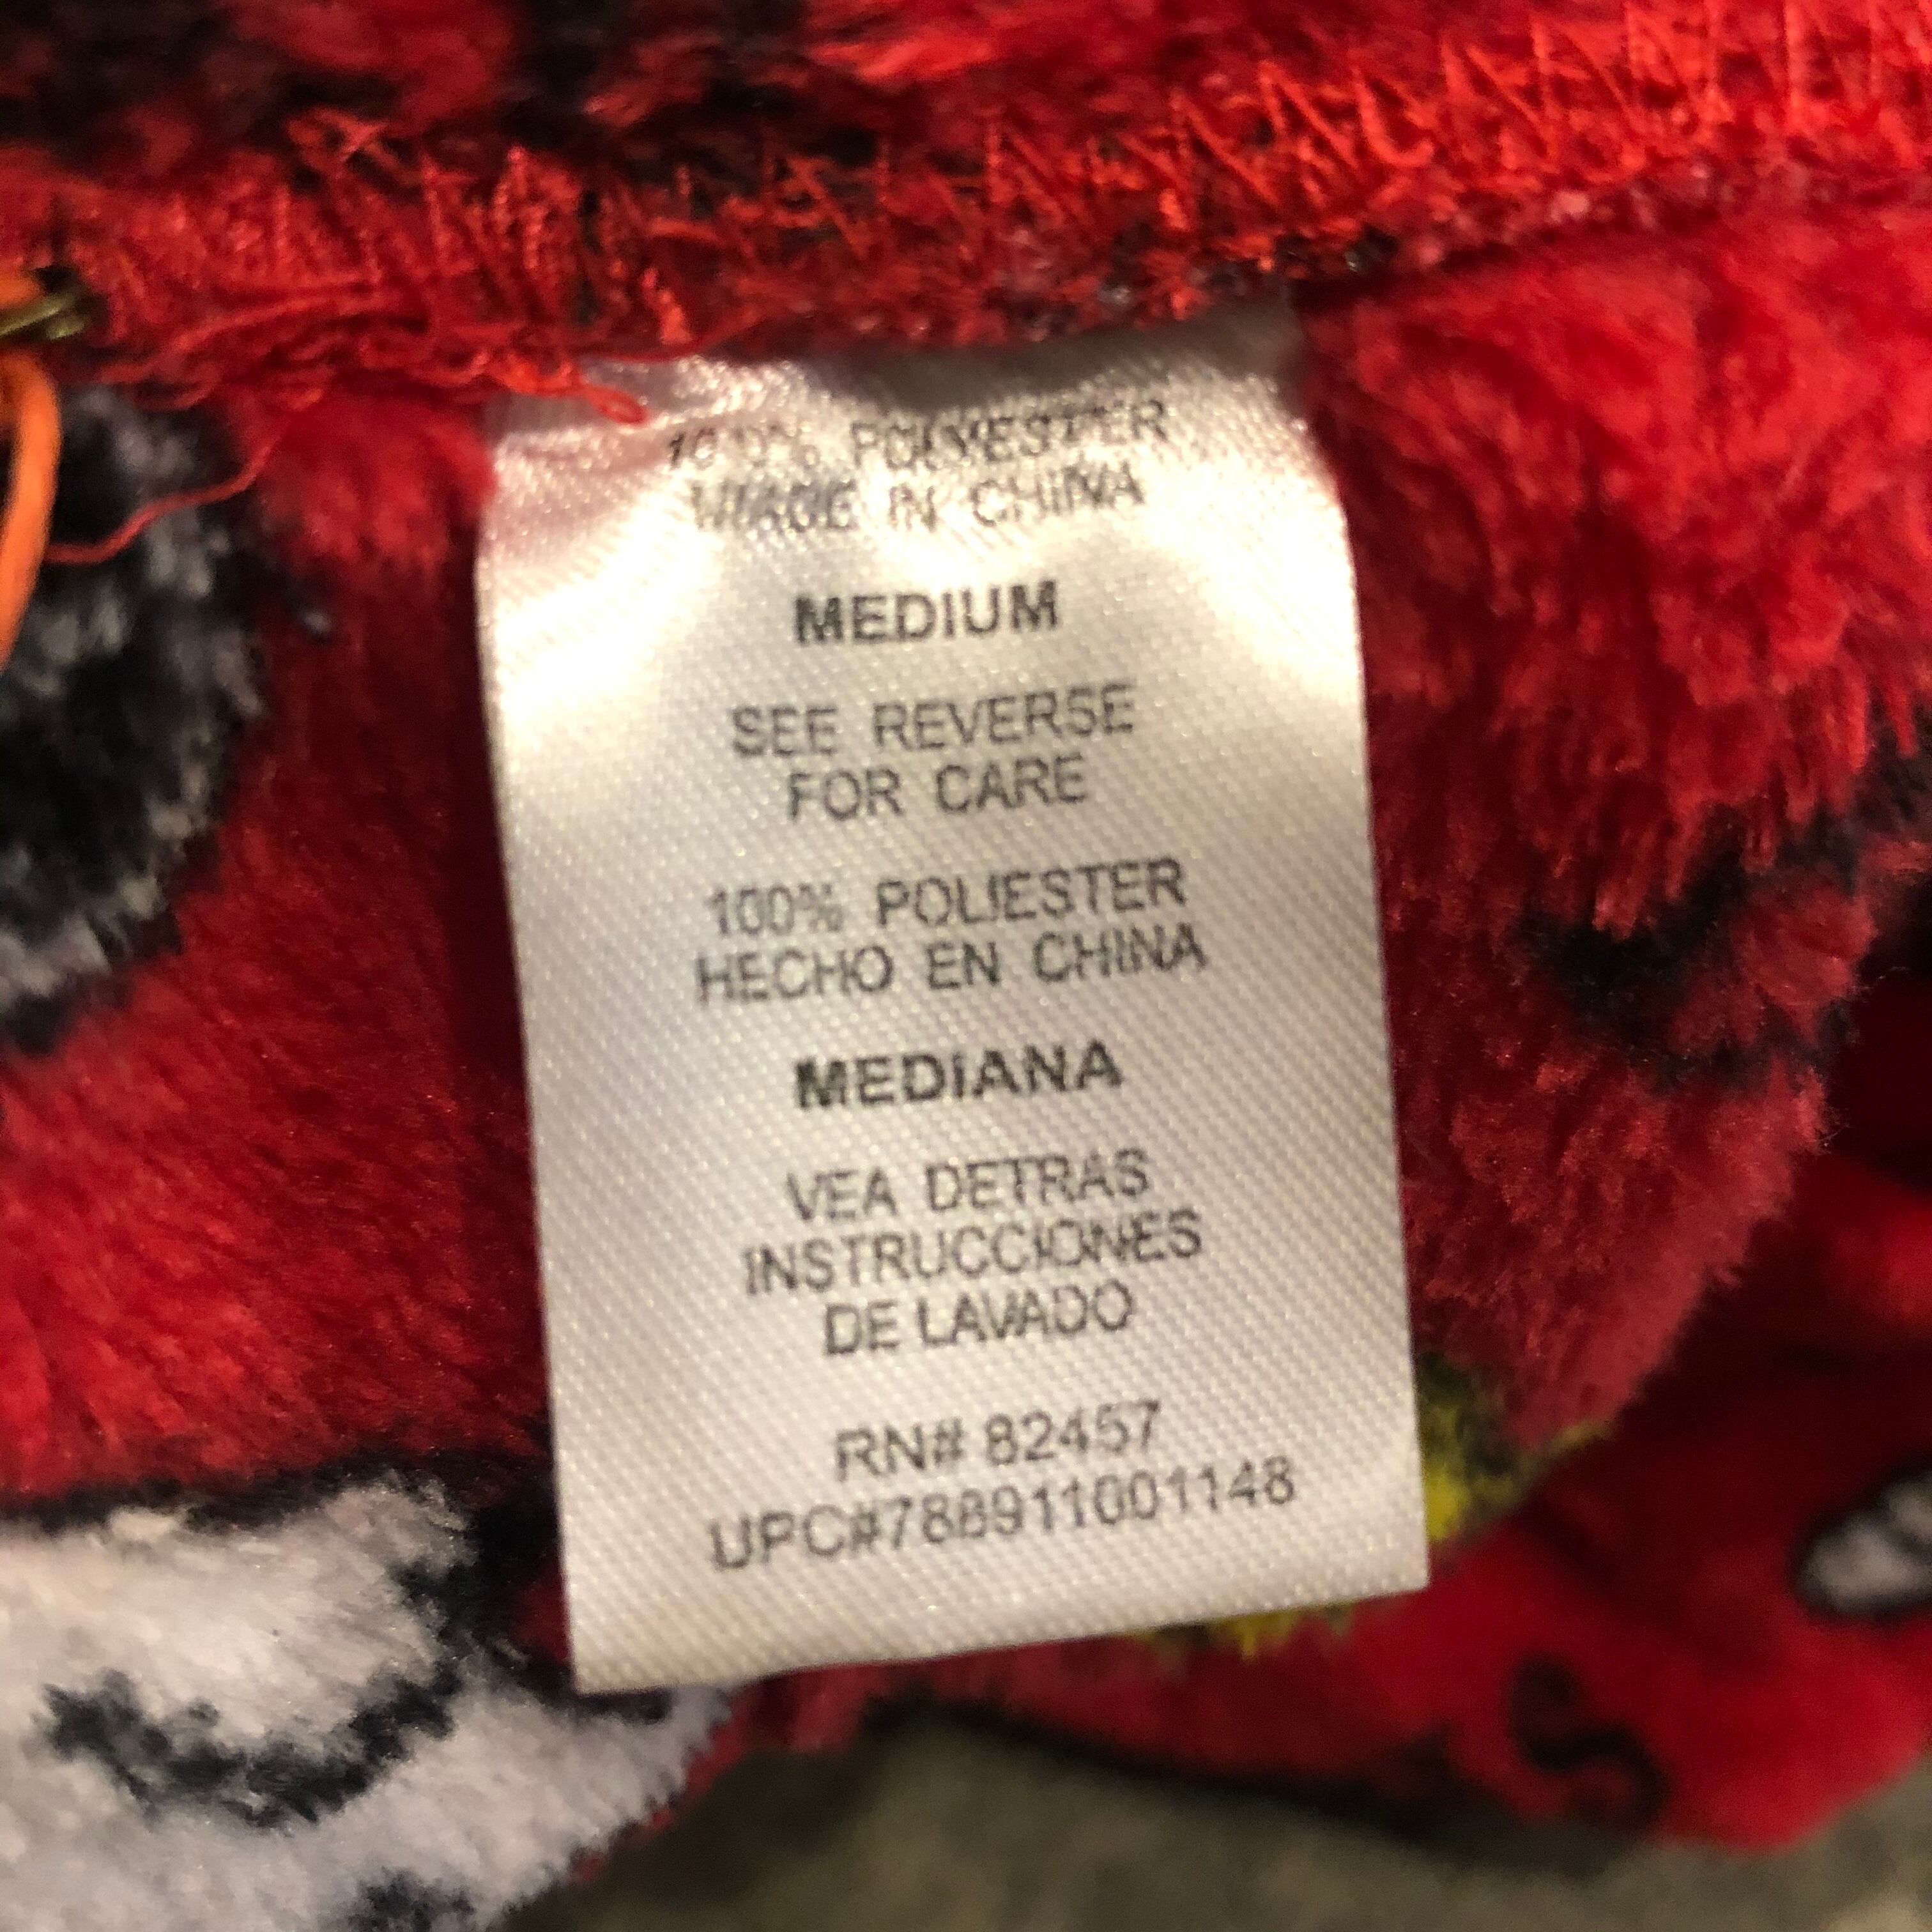 100% POLYESTER
MADE IN CHINA
MEDIUM
SEE REVERSE
FOR CARE
100% POLIESTER
HECHO EN CHINA
MEDIANA
VEA DETRAS
INSTRUCCIONES
DE LAVADO
RN# 82457
UPC#788911001148
S